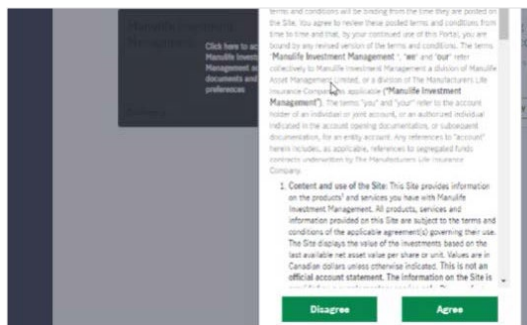 terms and conditions will be binding from the time they are posted on
the Site. You agree to review these posted terms and conditions from
time to time and that, by your continued use of this Portal, you are
bound by any revised version of the terms and conditions. The terms
"Manulife Investment Management", "we" and "our" refer
collectively to Manulife Investment Management a division of Manulife
Asset Management Limited, or a division of The Manufacturers Life
Insurance Company as applicable ("Manulife Investment
Management"). The terms "you" and "your" refer to the account
holder of an individual or joint account, or an authorized individual
indicated in the account opening documentation, or subsequent
documentation, for an entity account. Any references to "account"
herein includes, as applicable, references to segregated funds
contracts underwritten by The Manufacturers Life Insurance
Company.
1. Content and use of the Site: This Site provides information
on the products¹ and services you have with Manulife
Investment Management. All products, services and
information provided on this Site are subject to the terms and
conditions of the applicable agreement(s) governing their use.
The Site displays the value of the investments based on the
last available net asset value per share or unit. Values are in
Canadian dollars unless otherwise indicated. This is not an
official account statement. The information on the Site is
Disagree
Agree
Manulife Investment
Management
Click here to ac
Manulife Invest
Management ac
documents and
preferences